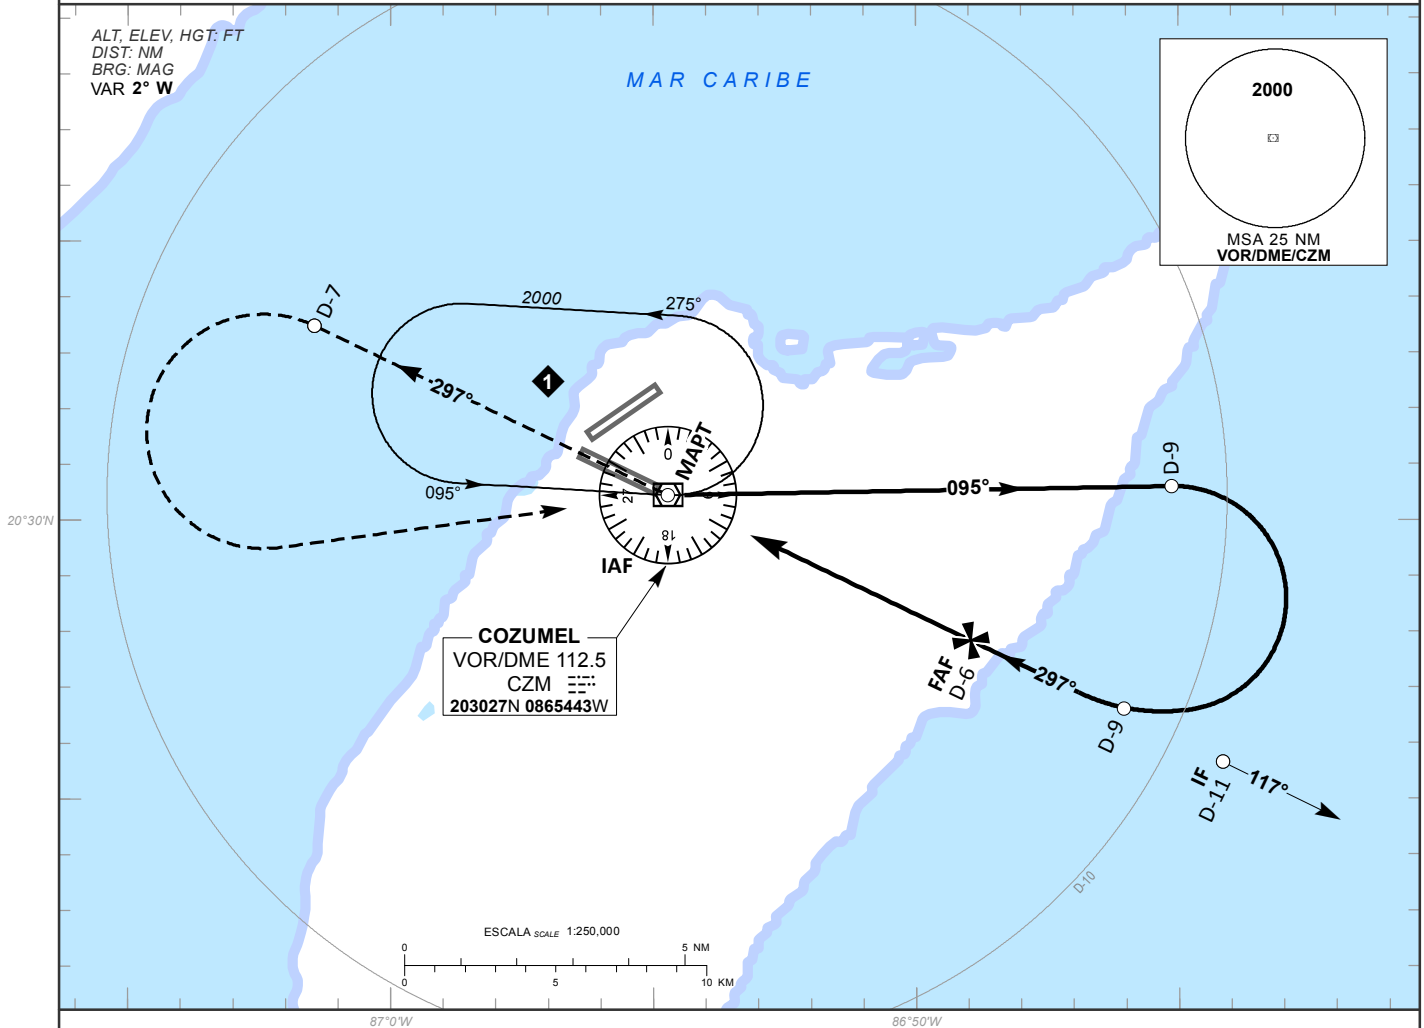 ALT, ELEV, HGT: FT
DIST: NM
BRG: MAG
VAR 2° W
MAR CARIBE
2000
MSA 25 NM
VOR/DME/CZM
D-7
2000
275°
297°
1
MAPT
0
27
18
095°
095°
D-9
20°30'N
IAF
COZUMEL
VOR/DME 112.5
CZM
203027N 0865443W
FAF
D-6
297°
D-9
IF
D-11
117°
D-10
ESCALA SCALE 1:250,000
0 5 NM
0 5 10 KM
87°0'W
86°50'W